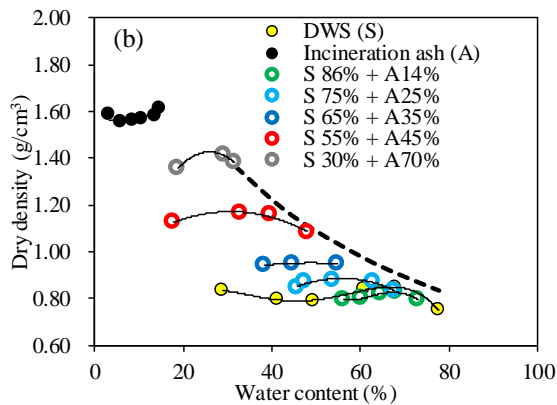 (b)
DWS (S)
Incineration ash (A)
S 86% + A14%
S 75% + A25%
S 65% + A35%
S 55% + A45%
S 30% + A70%
Dry density (g/cm³)
2.00
1.80
1.60
1.40
1.20
1.00
0.80
0.60
0 20 40 60 80 100
Water content (%)